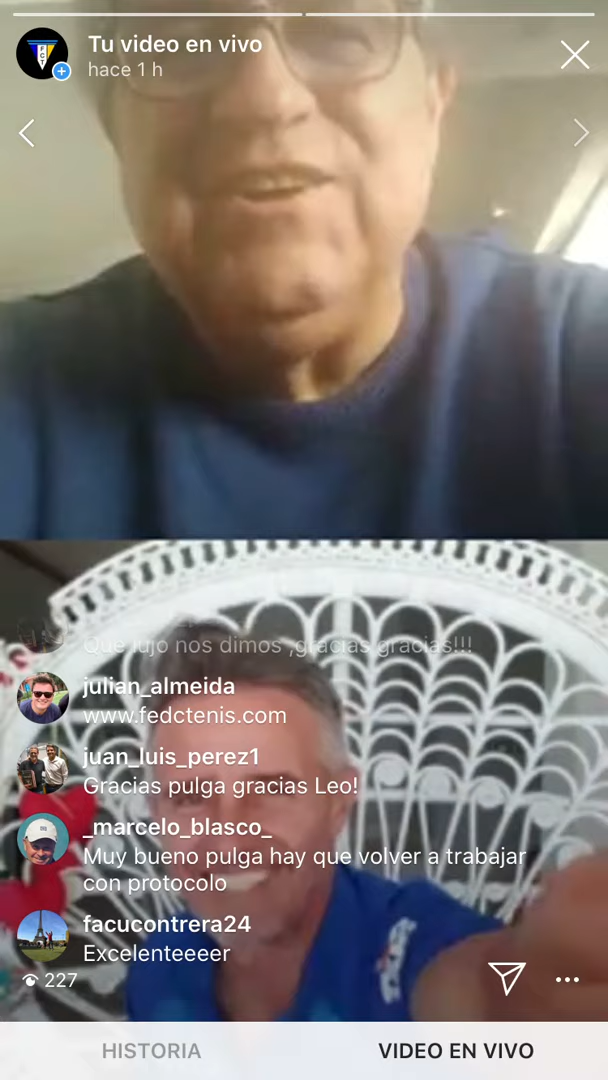 Tu video en vivo
hace 1 h
FCT
Que lujo nos dimos ,gracias gracias!!!
julian_almeida
www.fedctenis.com
juan_luis_perez1
Gracias pulga gracias Leo!
_marcelo_blasco_
Muy bueno pulga hay que volver a trabajar
con protocolo
facucontrera24
Excelenteeeer
227
HISTORIA
VIDEO EN VIVO